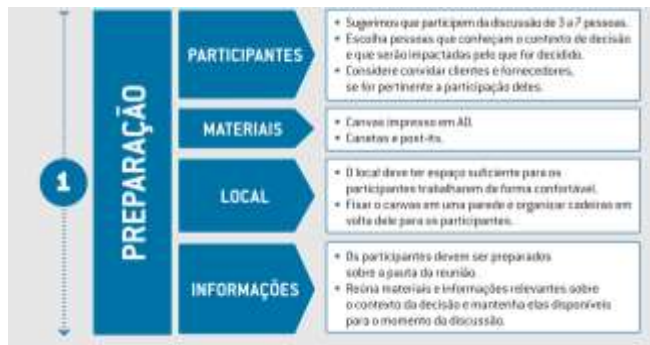 1
PREPARAÇÃO
PARTICIPANTES
• Sugerimos que participem da discussão de 3 a 7 pessoas.
• Escolha pessoas que conheçam o contexto de decisão
e que serão impactadas pelo que for decidido.
• Considere convidar clientes e fornecedores,
se for pertinente a participação deles.
MATERIAIS
• Canvas impresso em A0.
• Canetas e post-its.
LOCAL
• O local deve ter espaço suficiente para os
participantes trabalharem de forma confortável.
• Fixar o canvas em uma parede e organizar cadeiras em
volta dele para os participantes.
INFORMAÇÕES
• Os participantes devem ser preparados
sobre a pauta da reunião.
• Reúna materiais e informações relevantes sobre
o contexto da decisão e mantenha elas disponíveis
para o momento da discussão.